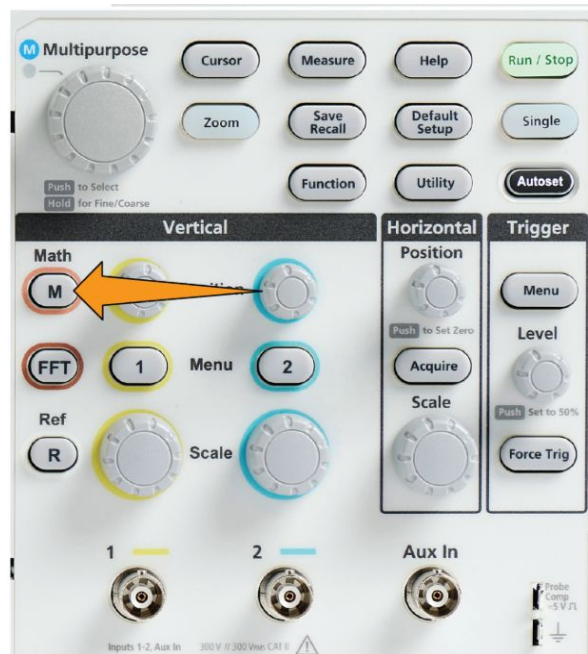 M Multipurpose
Cursor
Measure
Help
Run / Stop
Zoom
Save
Recall
Default
Setup
Single
Push to Select
Hold for Fine/Coarse
Function
Utility
Autoset
Vertical
Horizontal
Trigger
Math
Position
M
Push to Set Zero
Menu
FFT
1
Menu
2
Acquire
Level
Ref
R
Scale
Scale
Push Set to 50%
Force Trig
1
2
Aux In
Probe
Comp
Inputs 1-2, Aux In 300 V
CAT II